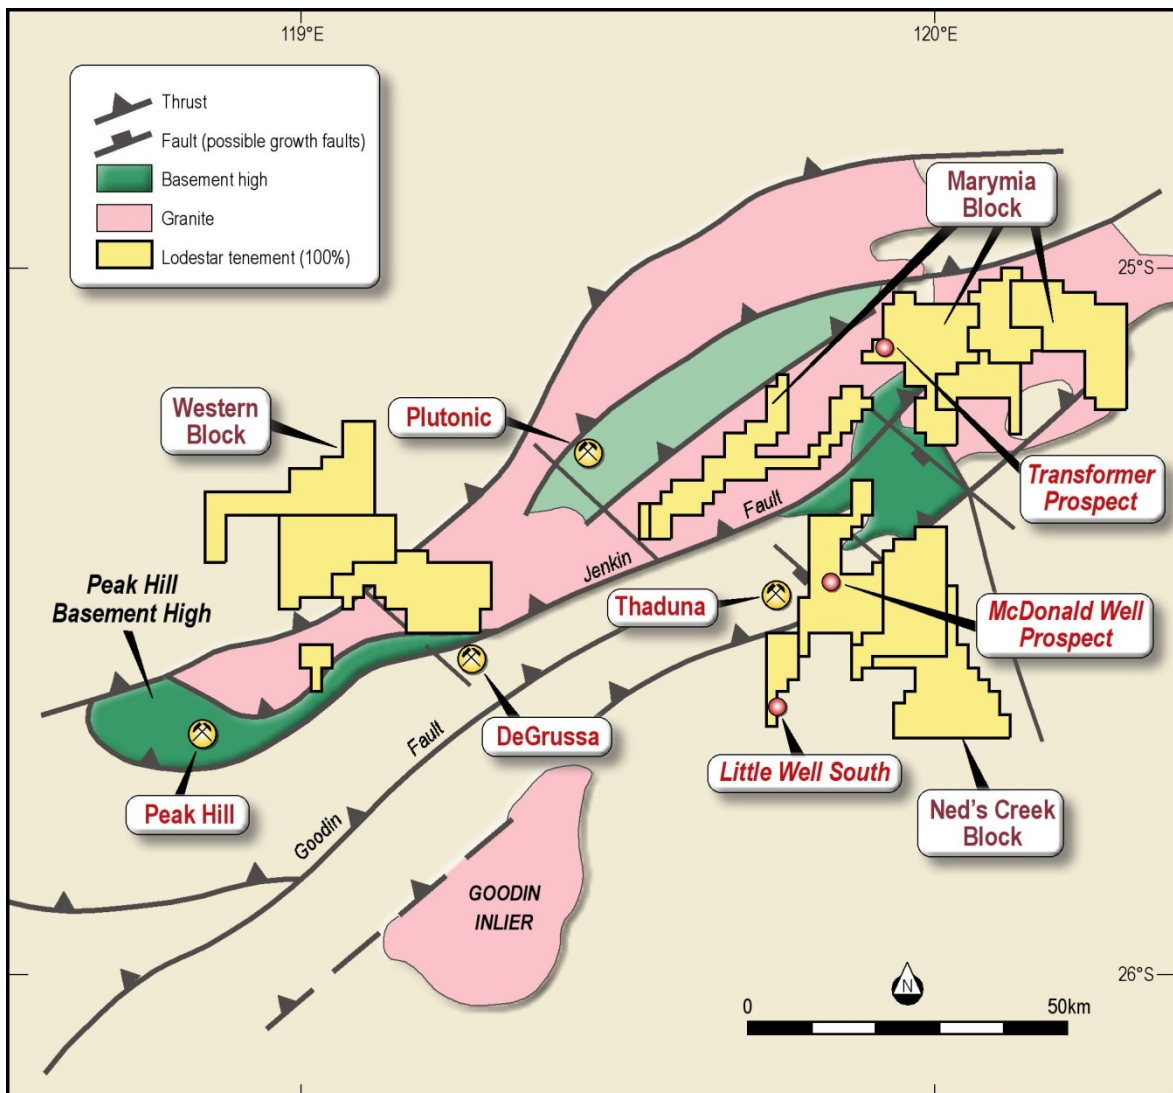 119°E
120°E
Thrust
Fault (possible growth faults)
Basement high
Granite
Lodestar tenement (100%)
Marymia
Block
25°S
Western
Block
Plutonic
Transformer
Prospect
Fault
Jenkin
Peak Hill
Basement High
Thaduna
McDonald Well
Prospect
DeGrussa
Fault
Little Well South
Peak Hill
Ned's Creek
Block
Goodin
GOODIN
INLIER
26°S
N
0
50km